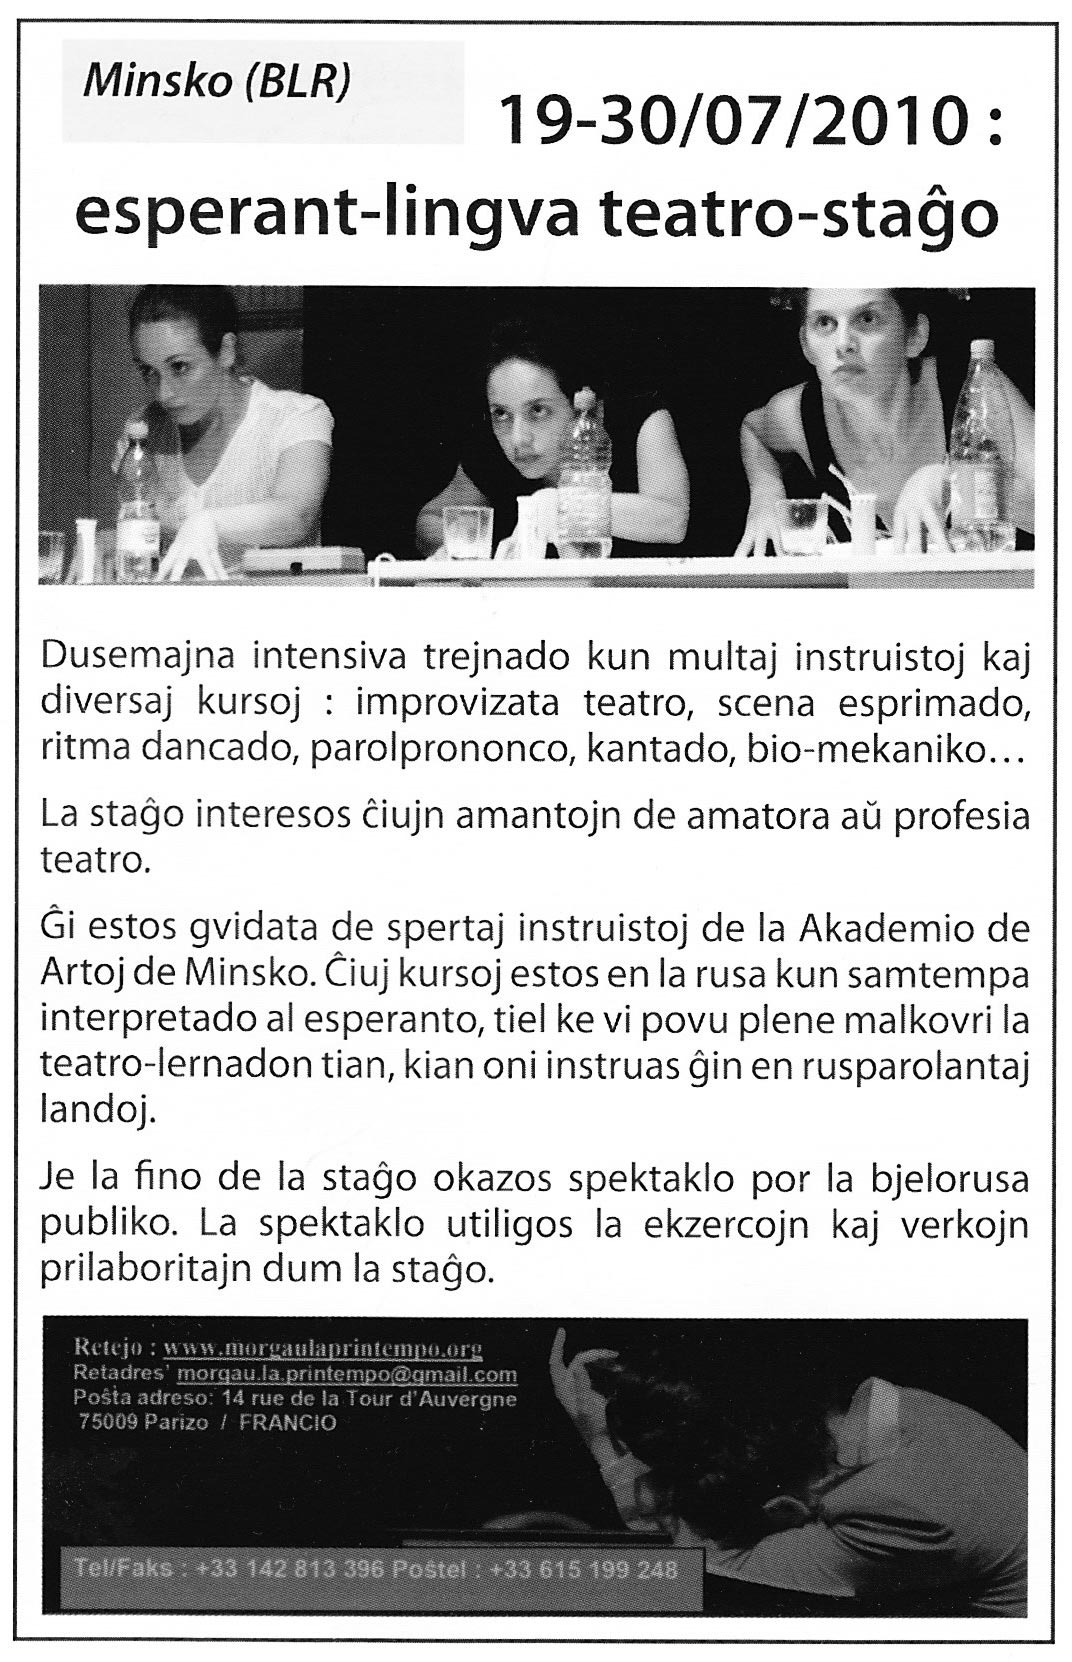 Minsko (BLR)
19-30/07/2010 :
esperant-lingva teatro-staĝo
Dusemajna intensiva trejnado kun multaj instruistoj kaj
diversaj kursoj : improvizata teatro, scena esprimado,
ritma dancado, parolprononco, kantado, bio-mekaniko…
La staĝo interesos ĉiujn amantojn de amatora aŭ profesia
teatro.
Ĝi estos gvidata de spertaj instruistoj de la Akademio de
Artoj de Minsko. Ĉiuj kursoj estos en la rusa kun samtempa
interpretado al esperanto, tiel ke vi povu plene malkovri la
teatro-lernadon tian, kian oni instruas ĝin en rusparolantaj
landoj.
Je la fino de la staĝo okazos spektaklo por la bjelorusa
publiko. La spektaklo utiligos la ekzercojn kaj verkojn
prilaboritajn dum la staĝo.
Retejo : www.morgaulaprintempo.org
Retadres' morgau.la.printempo@gmail.com
Poŝta adreso: 14 rue de la Tour d'Auvergne
75009 Parizo / FRANCIO
Tel/Faks : +33 142 813 396 Poŝtel : +33 615 199 248